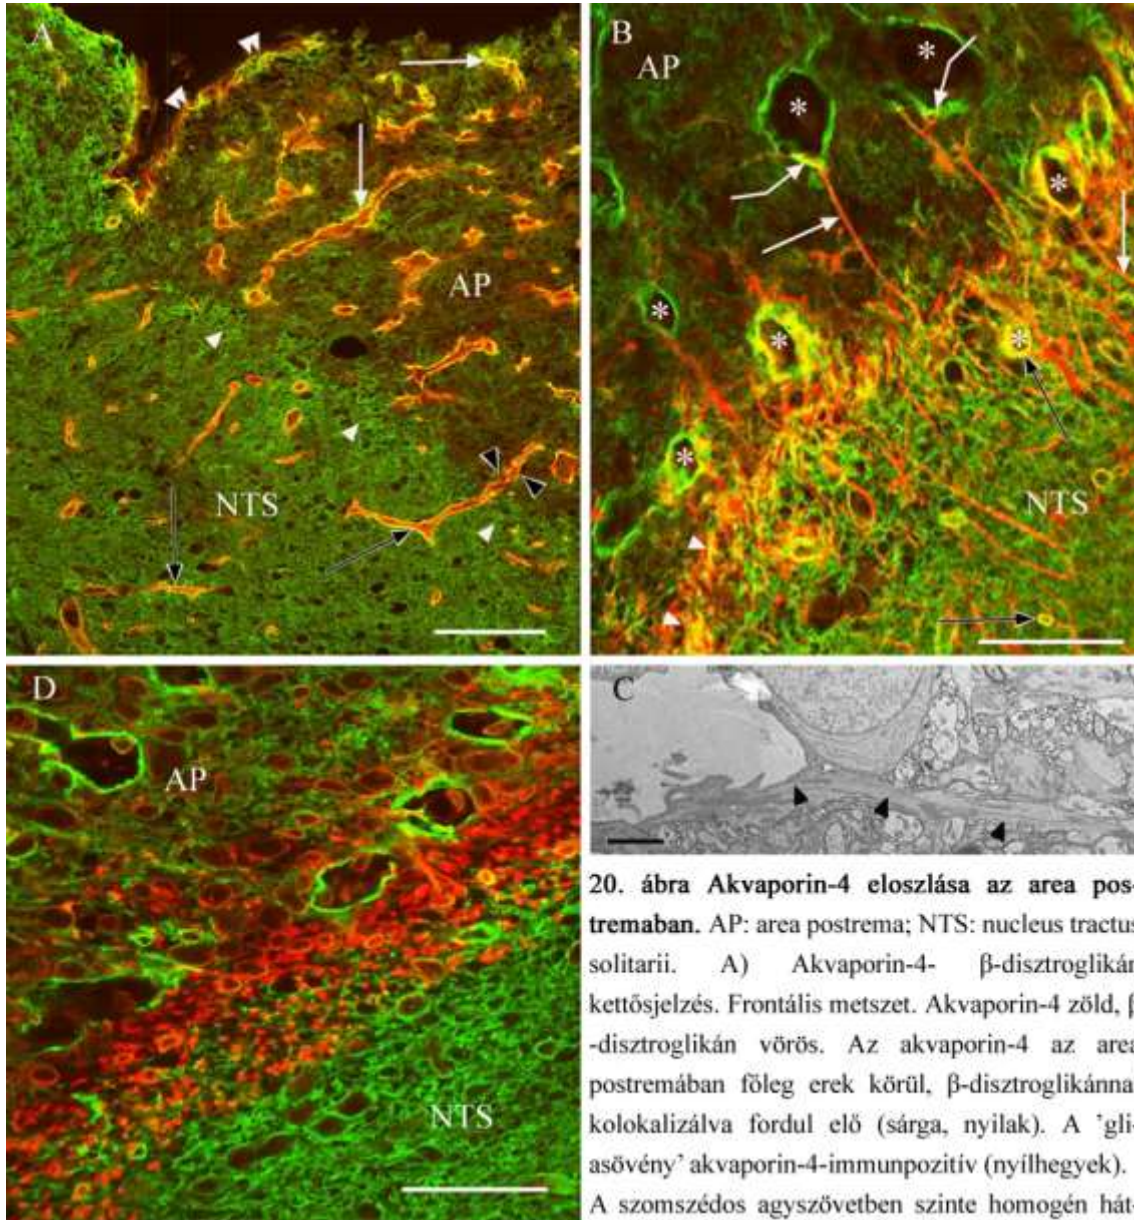 A
AP
NTS
B
AP
* * * * * * *
NTS
D
AP
NTS
C
20. ábra Akvaporin-4 eloszlása az area pos-
tremaban. AP: area postrema; NTS: nucleus tractus
solitarii. A) Akvaporin-4- β-disztroglikán
kettősjelzés. Frontális metszet. Akvaporin-4 zöld, β
-disztroglikán vörös. Az akvaporin-4 az area
postremában főleg erek körül, β-disztroglikánna
kolokalizálva fordul elő (sárga, nyilak). A 'gli-
asövény' akvaporin-4-immunpozitív (nyílhegyek).
A szomszédos agyszövetben szinte homogén hát-